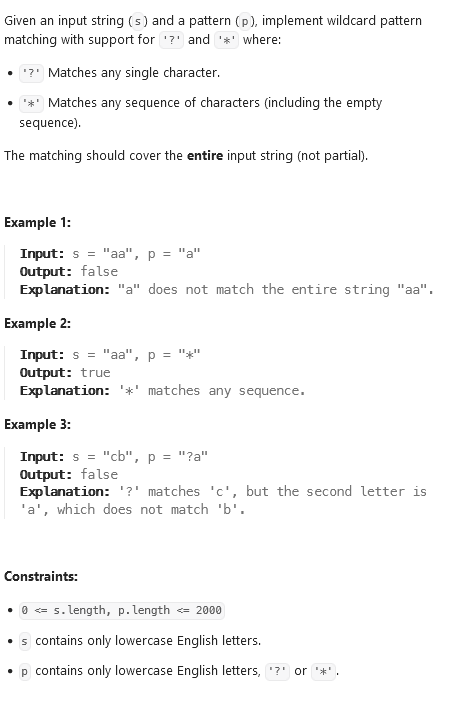 Given an input string (s) and a pattern (p), implement wildcard pattern
matching with support for '?' and '*' where:
• '?' Matches any single character.
• '*' Matches any sequence of characters (including the empty
sequence).
The matching should cover the entire input string (not partial).
Example 1:
Input: s = "aa", p = "a"
Output: false
Explanation: "a" does not match the entire string "aa".
Example 2:
Input: s = "aa", p = "*"
Output: true
Explanation: '*' matches any sequence.
Example 3:
Input: s = "cb", p = "?a"
Output: false
Explanation: '?' matches 'c', but the second letter is
'a', which does not match 'b'.
Constraints:
• 0 <= s.length, p.length <= 2000
• s contains only lowercase English letters.
• p contains only lowercase English letters, '?' or '*'.